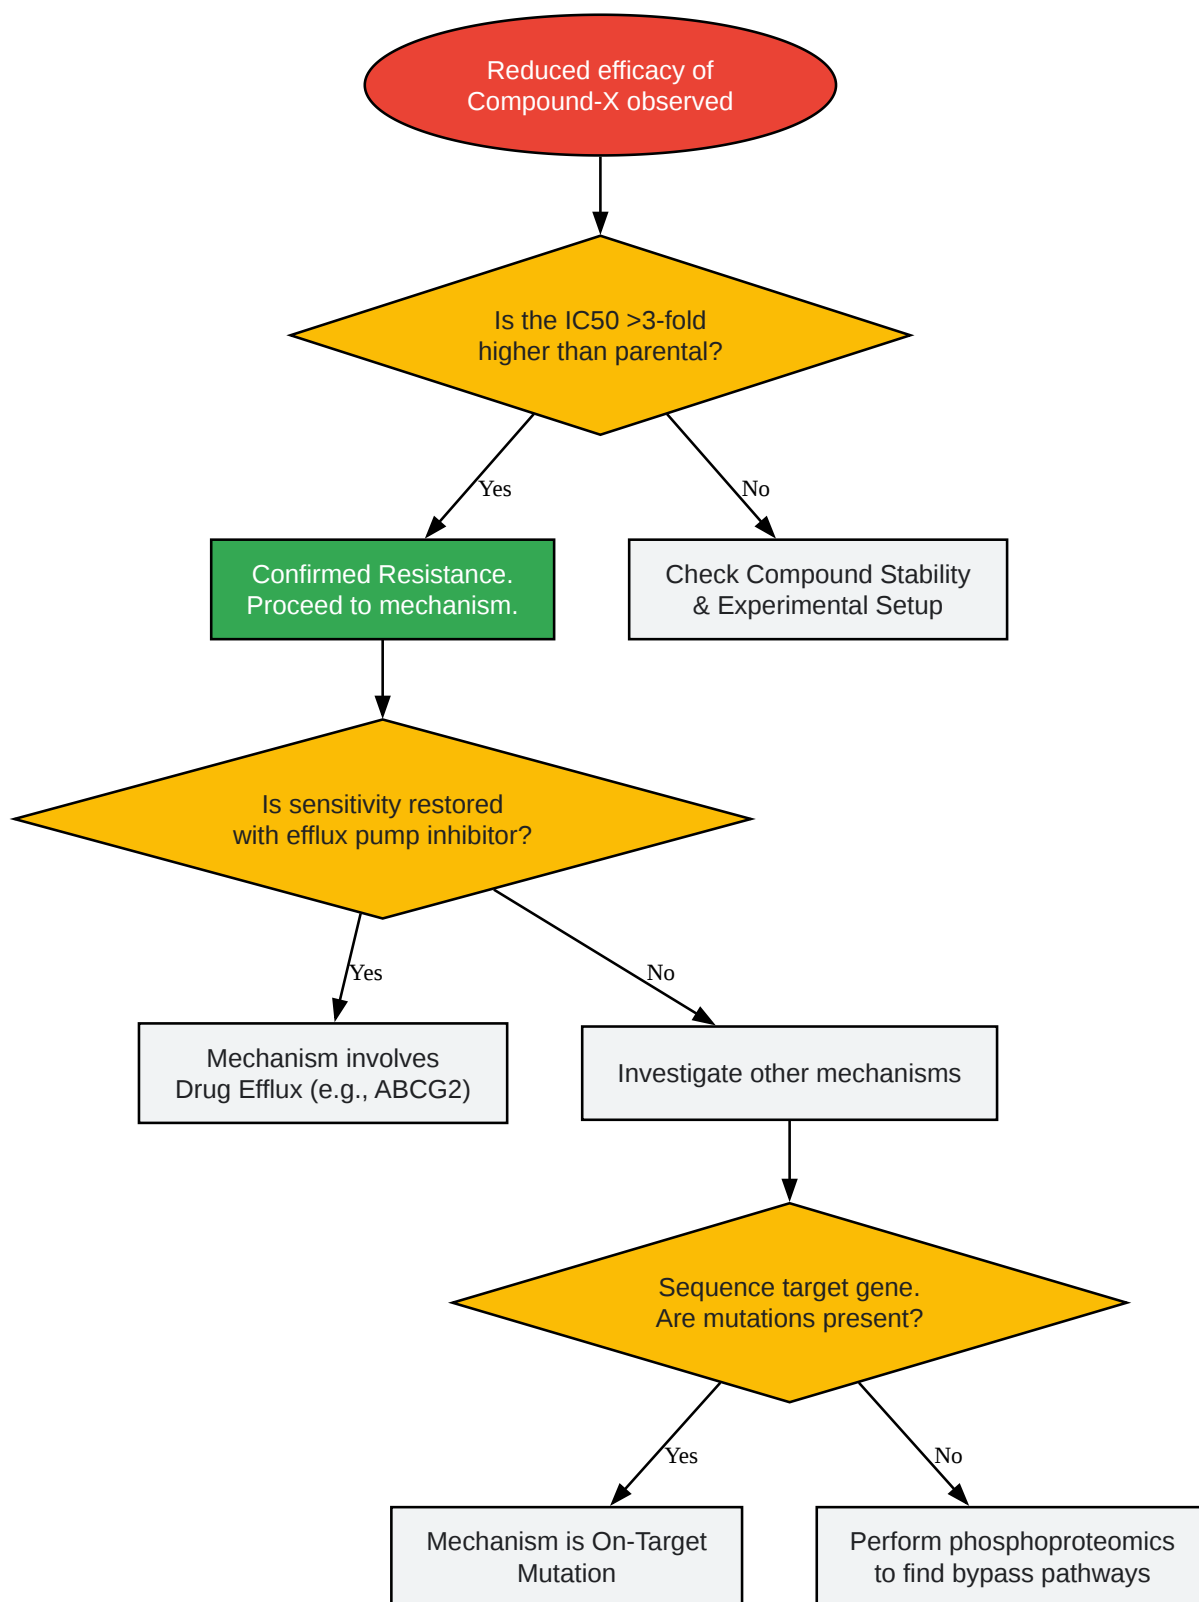 Reduced efficacy of
Compound-X observed
Is the IC50 >3-fold
higher than parental?
Yes
No
Confirmed Resistance.
Proceed to mechanism.
Check Compound Stability
& Experimental Setup
Is sensitivity restored
with efflux pump inhibitor?
Yes
No
Mechanism involves
Drug Efflux (e.g., ABCG2)
Investigate other mechanisms
Sequence target gene.
Are mutations present?
Yes
No
Mechanism is On-Target
Mutation
Perform phosphoproteomics
to find bypass pathways